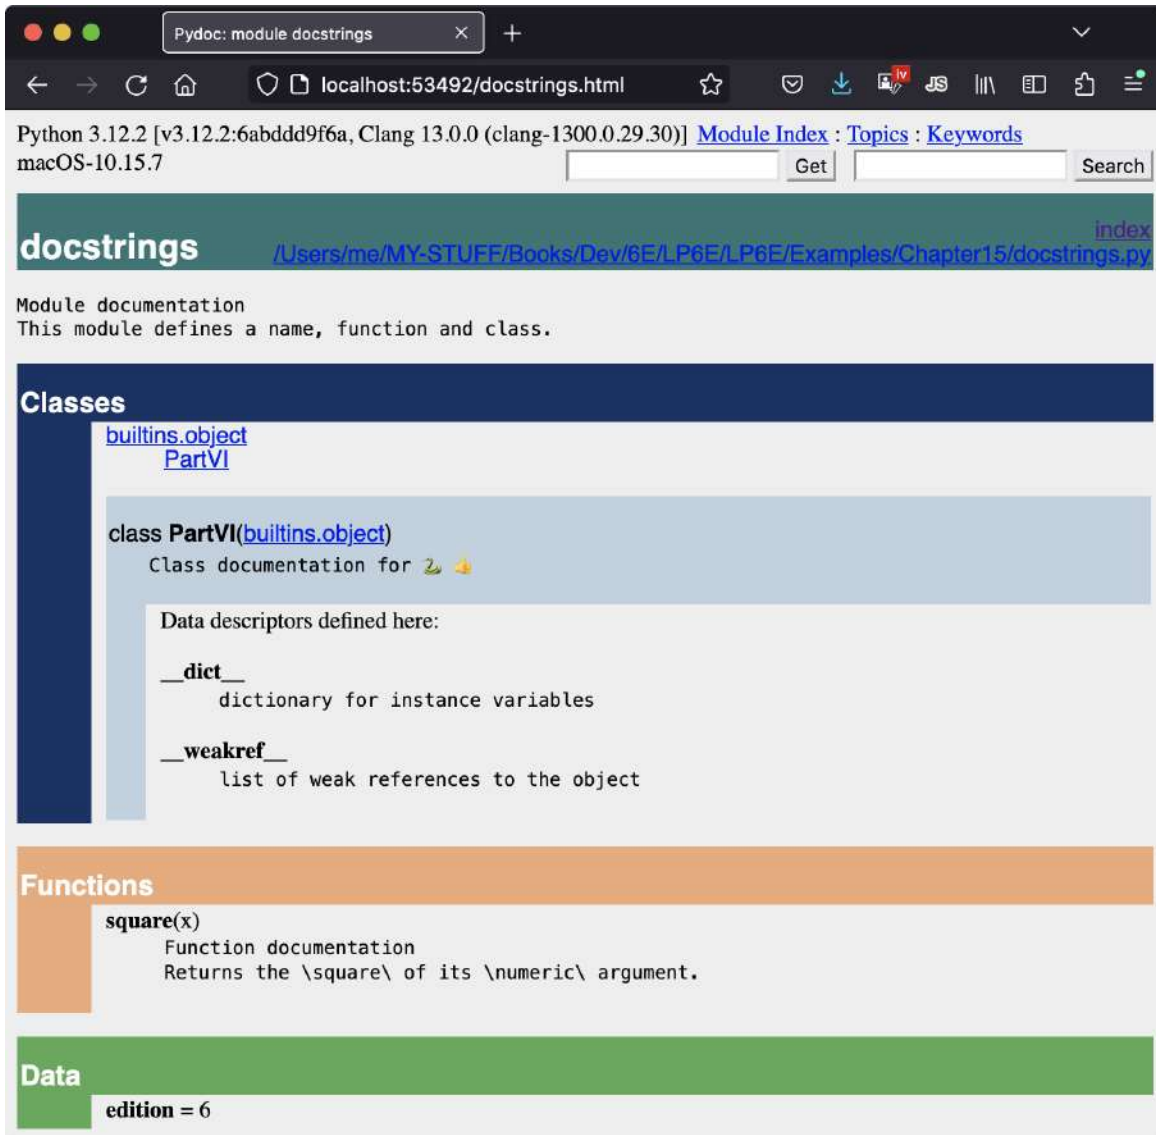 Pydoc: module docstrings
localhost:53492/docstrings.html
iv
JS
Python 3.12.2 [v3.12.2:6abddd9f6a, Clang 13.0.0 (clang-1300.0.29.30)] Module Index : Topics : Keywords
macOS-10.15.7 Get Search
index
docstrings /Users/me/MY-STUFF/Books/Dev/6E/LP6E/LP6E/Examples/Chapter15/docstrings.py
Module documentation
This module defines a name, function and class.
Classes
builtins.object
PartVI
class PartVI(builtins.object)
Class documentation for 🐍 👍
Data descriptors defined here:
__dict__
dictionary for instance variables
__weakref__
list of weak references to the object
Functions
square(x)
Function documentation
Returns the \square\ of its \numeric\ argument.
Data
edition = 6